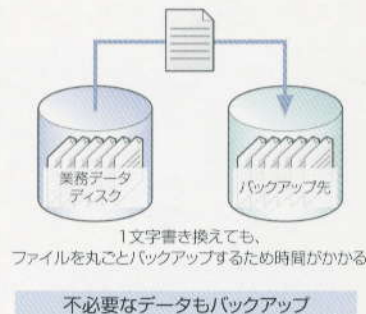 業務データ
ディスク
バックアップ先
1文字書き換えても、
ファイルを丸ごとバックアップするため時間がかかる
不必要なデータもバックアップ